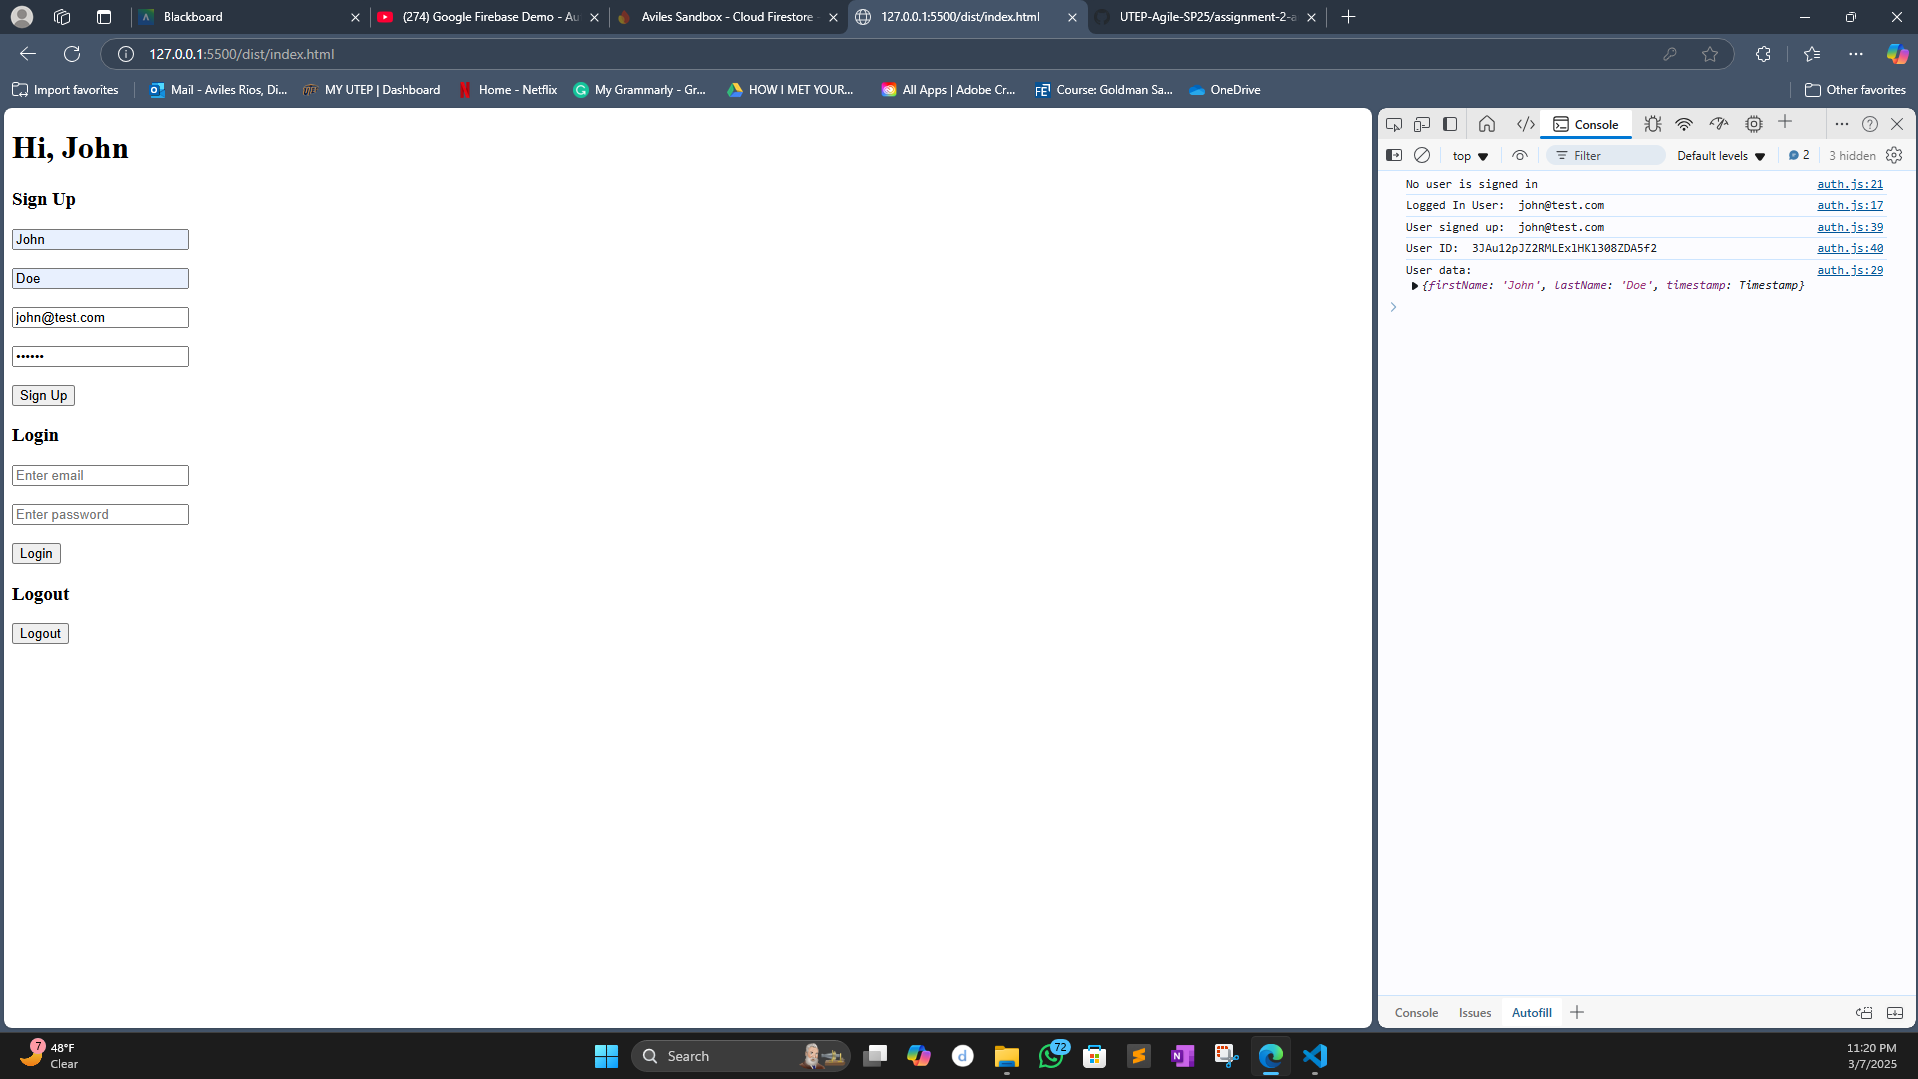 Blackboard
(274) Google Firebase Demo - Au
Aviles Sandbox - Cloud Firestore -
127.0.0.1:5500/dist/index.html
UTEP-Agile-SP25/assignment-2-a
127.0.0.1:5500/dist/index.html
Import favorites
Mail - Aviles Rios, Di...
MY UTEP | Dashboard
Home - Netflix
My Grammarly - Gr...
HOW I MET YOUR...
All Apps | Adobe Cr...
Course: Goldman Sa...
OneDrive
Other favorites
Hi, John
Sign Up
John
Doe
john@test.com
••••••
Sign Up
Login
Enter email
Enter password
Login
Logout
Logout
Console
top
Filter
Default levels
2
3 hidden
No user is signed in auth.js:21
Logged In User:  john@test.com auth.js:17
User signed up:  john@test.com auth.js:39
User ID:  3JAu12pJZ2RMLEx1HKl308ZDA5f2 auth.js:40
User data: auth.js:29
{firstName: 'John', lastName: 'Doe', timestamp: Timestamp}
Console
Issues
Autofill
7
48°F
Clear
Search
72
11:20 PM
3/7/2025